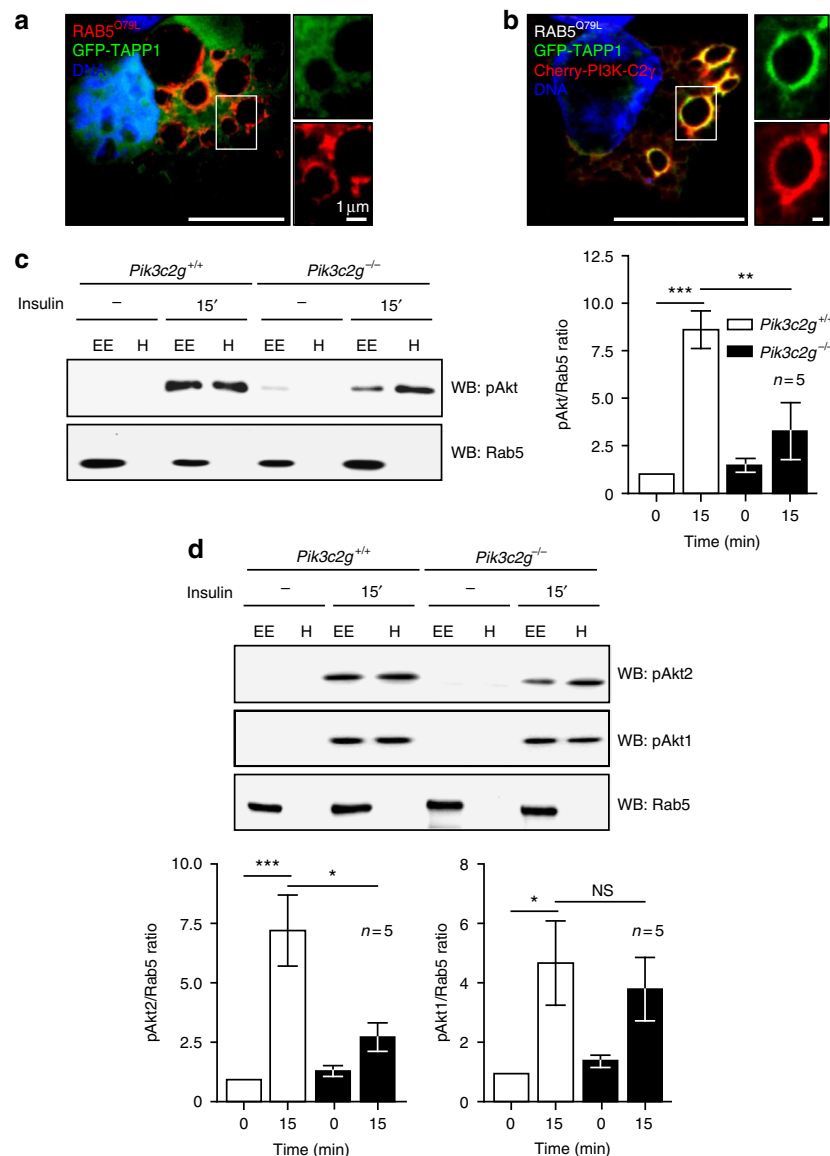 a
RAB5Q79L
GFP-TAPP1
DNA
1 μm
b
RAB5Q79L
GFP-TAPP1
Cherry-PI3K-C2γ
DNA
c
Pik3c2g+/+ Pik3c2g–/–
Insulin – 15′ – 15′
EE H EE H EE H EE H
WB: pAkt
WB: Rab5
pAkt/Rab5 ratio
12.5
10.0
7.5
5.0
2.5
0
*** **
Pik3c2g+/+
Pik3c2g–/–
n=5
0 15 0 15
Time (min)
d
Pik3c2g+/+ Pik3c2g–/–
Insulin – 15′ – 15′
EE H EE H EE H EE H
WB: pAkt2
WB: pAkt1
WB: Rab5
pAkt2/Rab5 ratio
10.0
7.5
5.0
2.5
0
*** *
n=5
0 15 0 15
Time (min)
pAkt1/Rab5 ratio
8
6
4
2
0
* NS
n=5
0 15 0 15
Time (min)